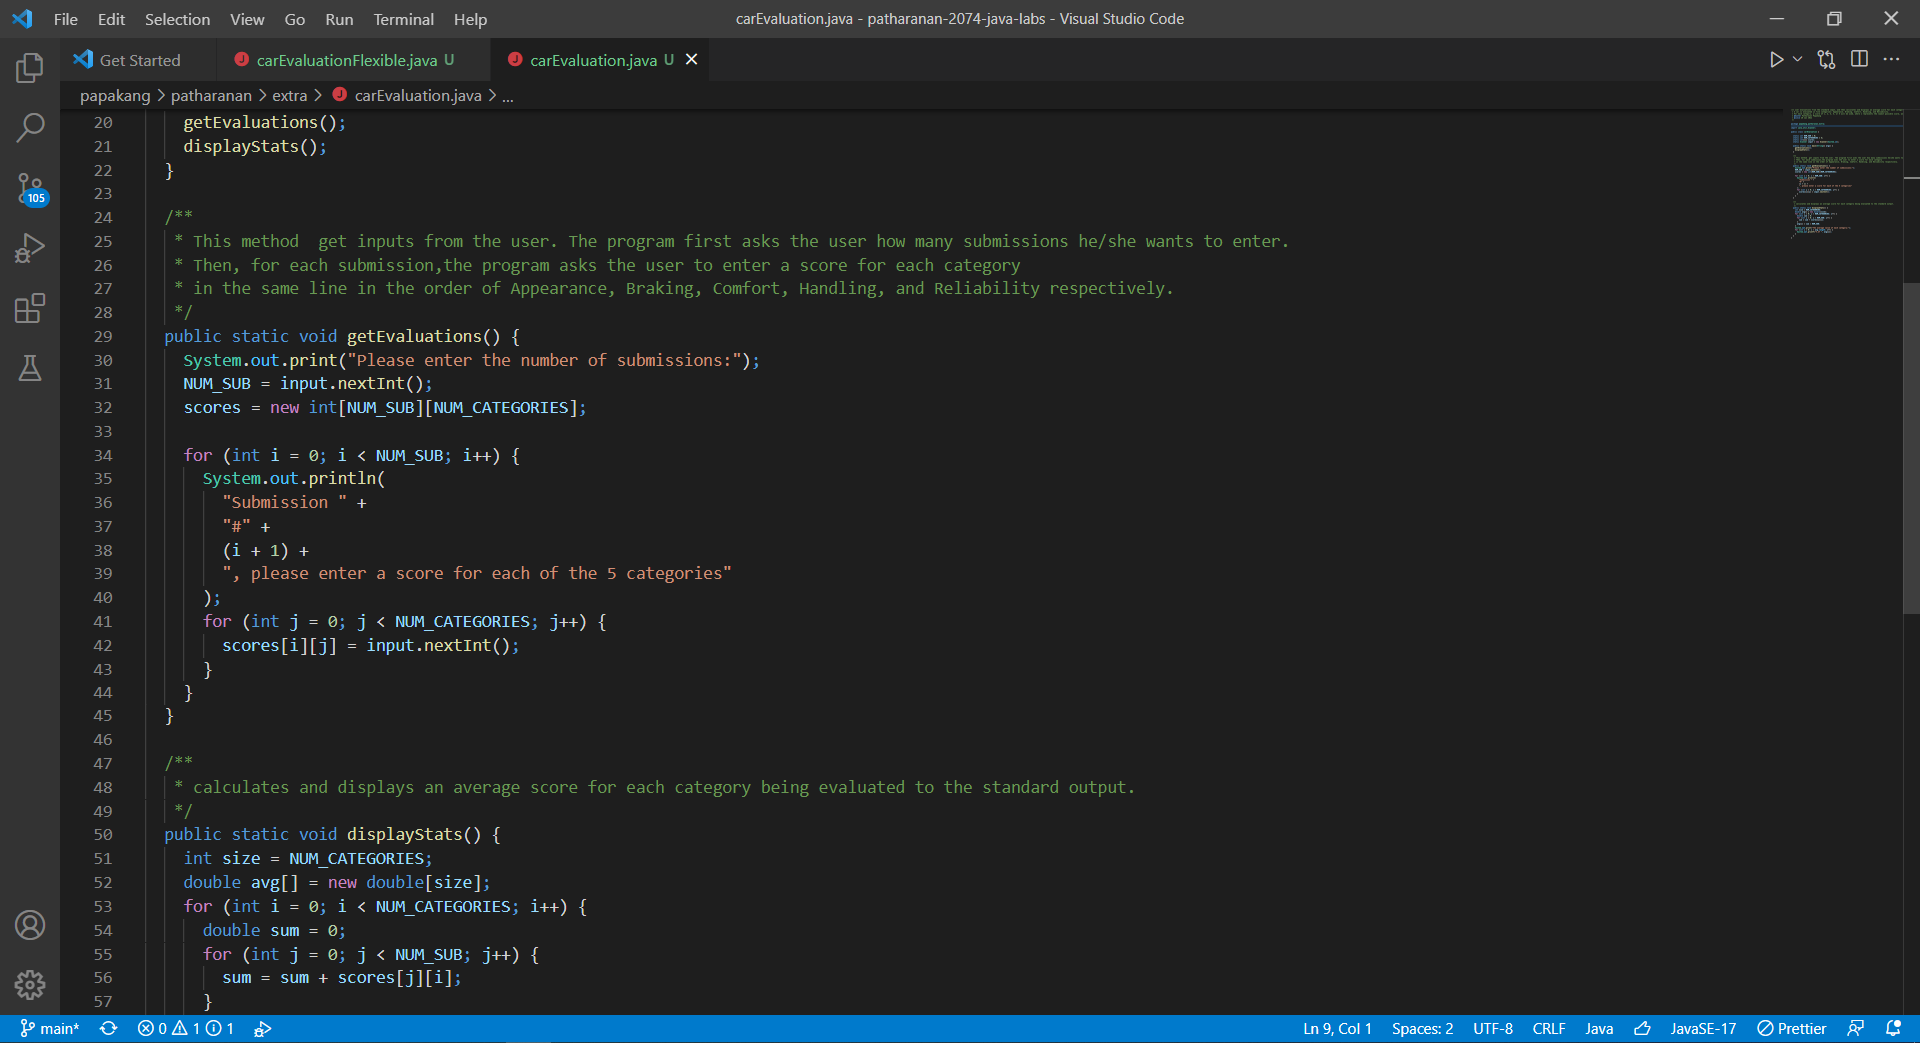 File Edit Selection View Go Run Terminal Help
carEvaluation.java - patharanan-2074-java-labs - Visual Studio Code
Get Started
carEvaluationFlexible.java U
carEvaluation.java U
papakang > patharanan > extra > carEvaluation.java > ...
105
20 getEvaluations();
21 displayStats();
22 }
23
24 /**
25 * This method  get inputs from the user. The program first asks the user how many submissions he/she wants to enter.
26 * Then, for each submission,the program asks the user to enter a score for each category
27 * in the same line in the order of Appearance, Braking, Comfort, Handling, and Reliability respectively.
28 */
29 public static void getEvaluations() {
30 System.out.print("Please enter the number of submissions:");
31 NUM_SUB = input.nextInt();
32 scores = new int[NUM_SUB][NUM_CATEGORIES];
33
34 for (int i = 0; i < NUM_SUB; i++) {
35 System.out.println(
36 "Submission " +
37 "#" +
38 (i + 1) +
39 ", please enter a score for each of the 5 categories"
40 );
41 for (int j = 0; j < NUM_CATEGORIES; j++) {
42 scores[i][j] = input.nextInt();
43 }
44 }
45 }
46
47 /**
48 * calculates and displays an average score for each category being evaluated to the standard output.
49 */
50 public static void displayStats() {
51 int size = NUM_CATEGORIES;
52 double avg[] = new double[size];
53 for (int i = 0; i < NUM_CATEGORIES; i++) {
54 double sum = 0;
55 for (int j = 0; j < NUM_SUB; j++) {
56 sum = sum + scores[j][i];
57 }
main* 0 1 1 Ln 9, Col 1 Spaces: 2 UTF-8 CRLF Java JavaSE-17 Prettier